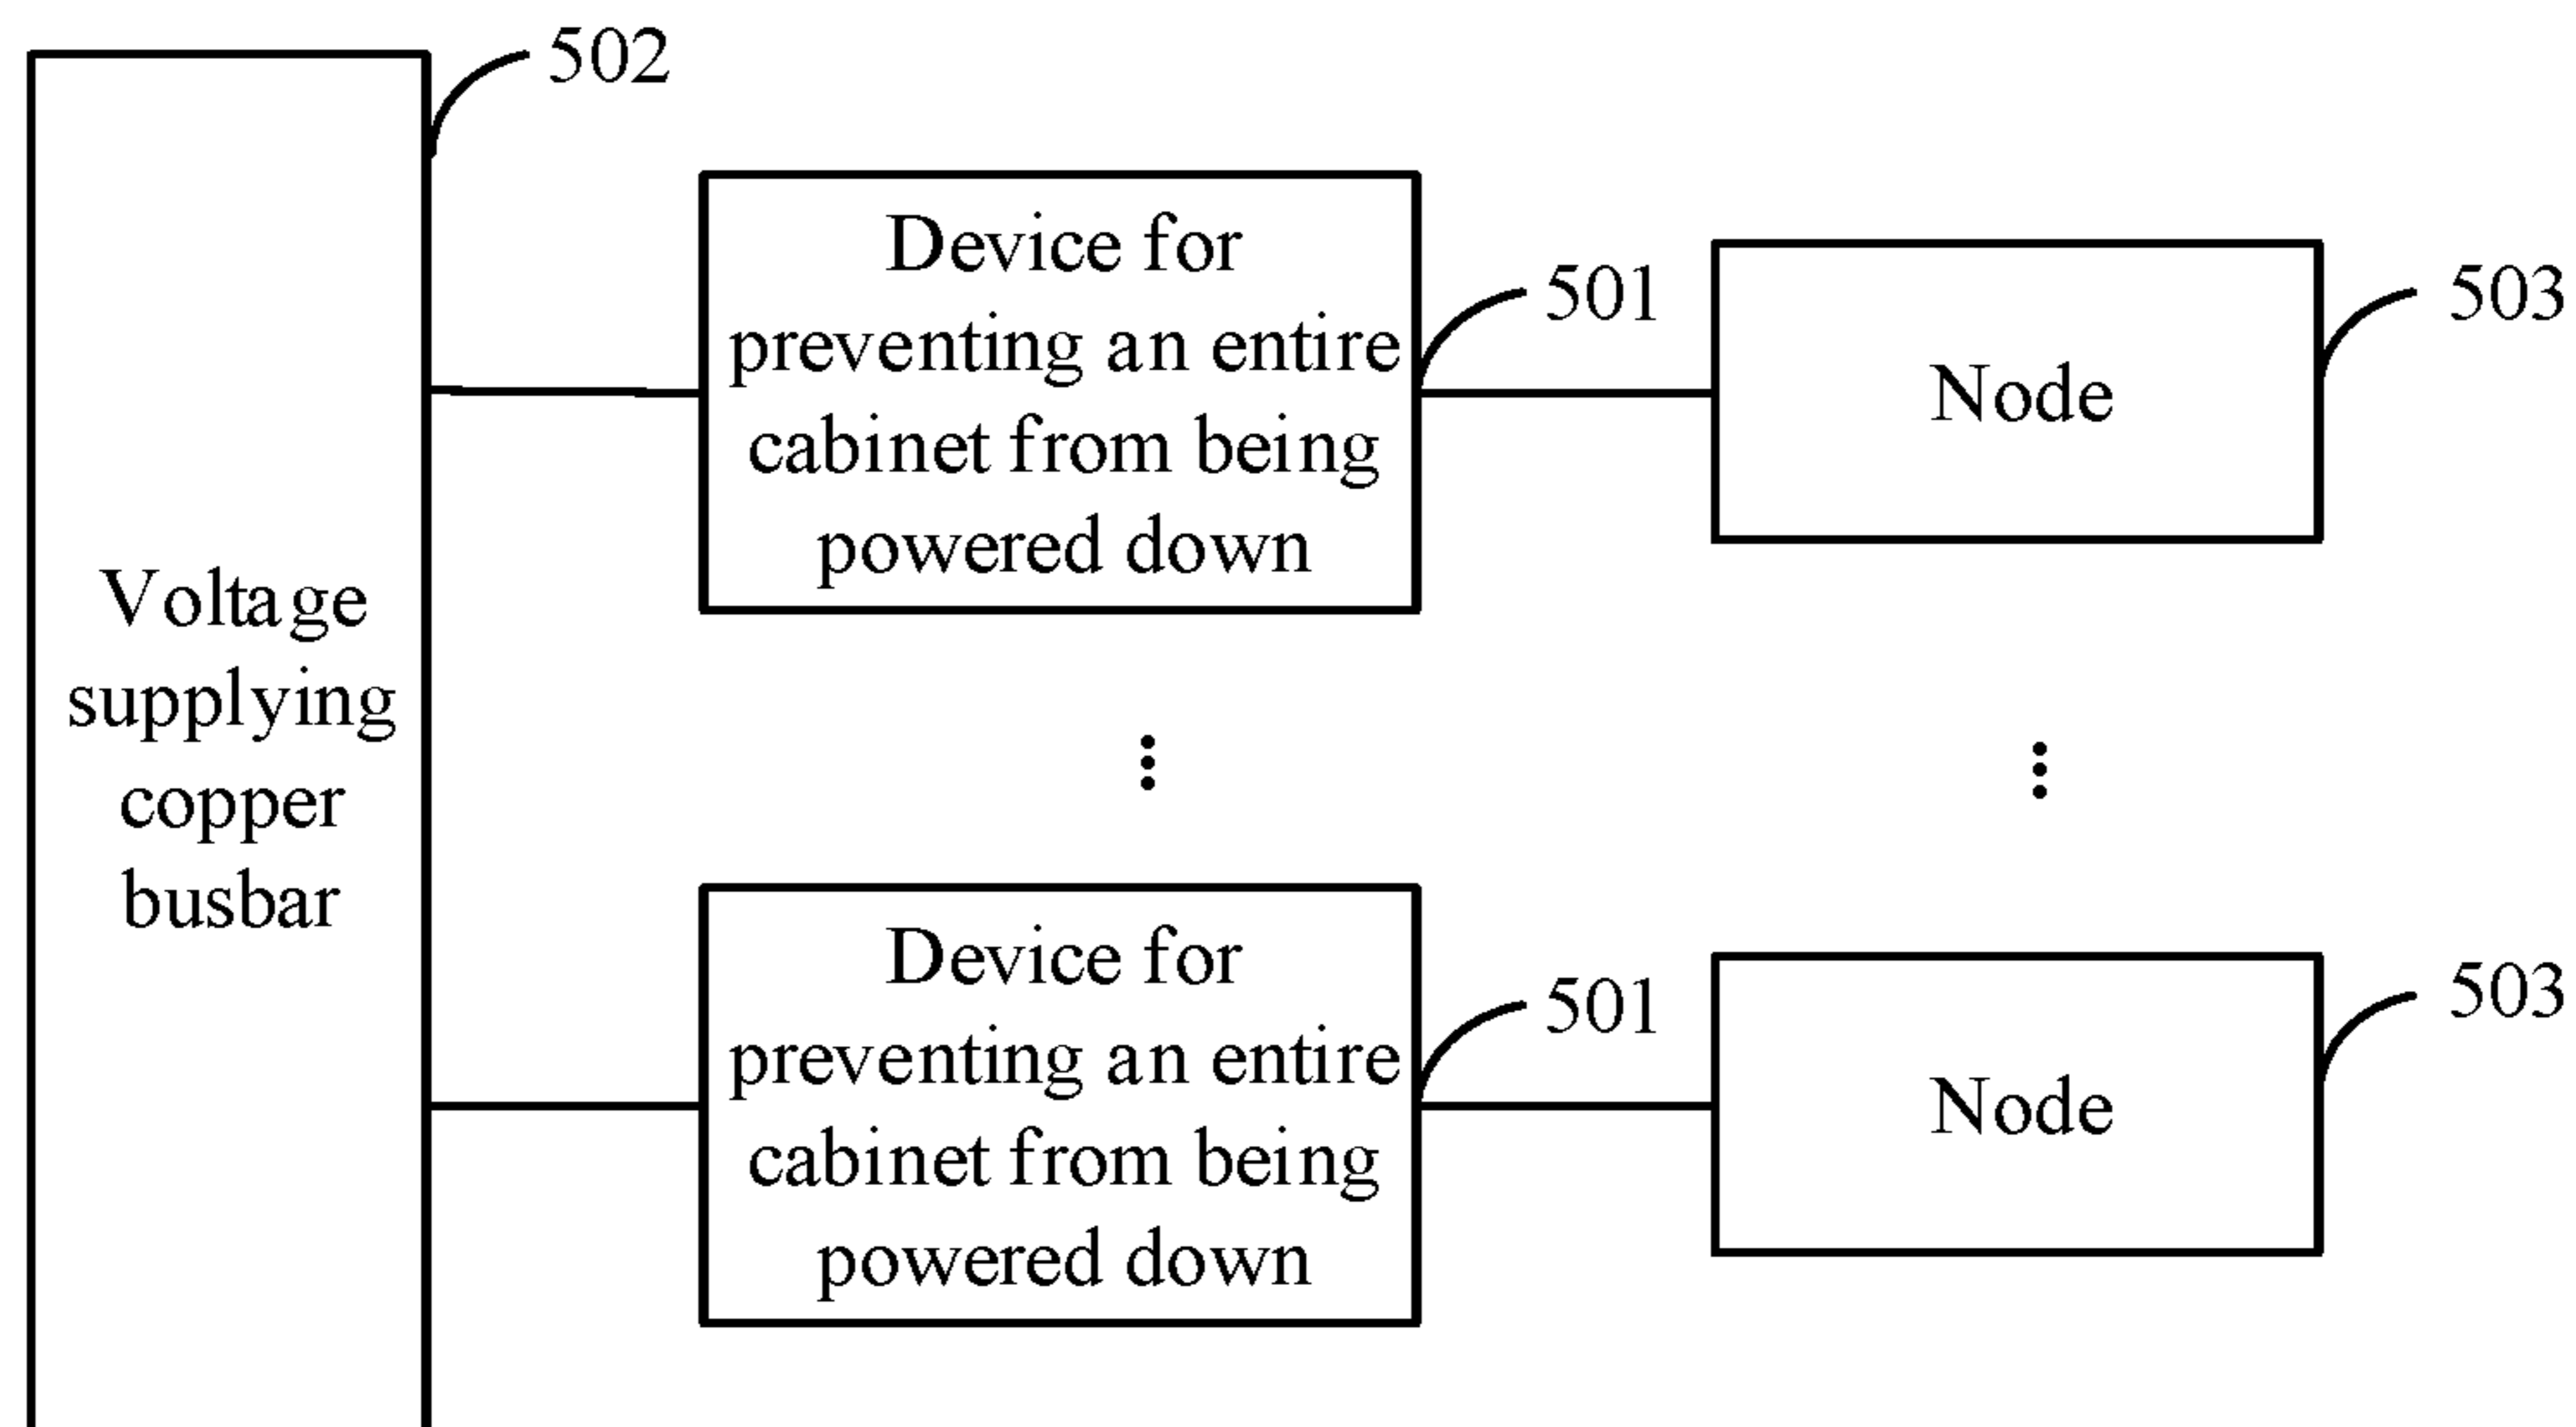 502
Device for
preventing an entire
cabinet from being
powered down
501
Node
503
Voltage
supplying
copper
busbar
Device for
preventing an entire
cabinet from being
powered down
501
Node
503